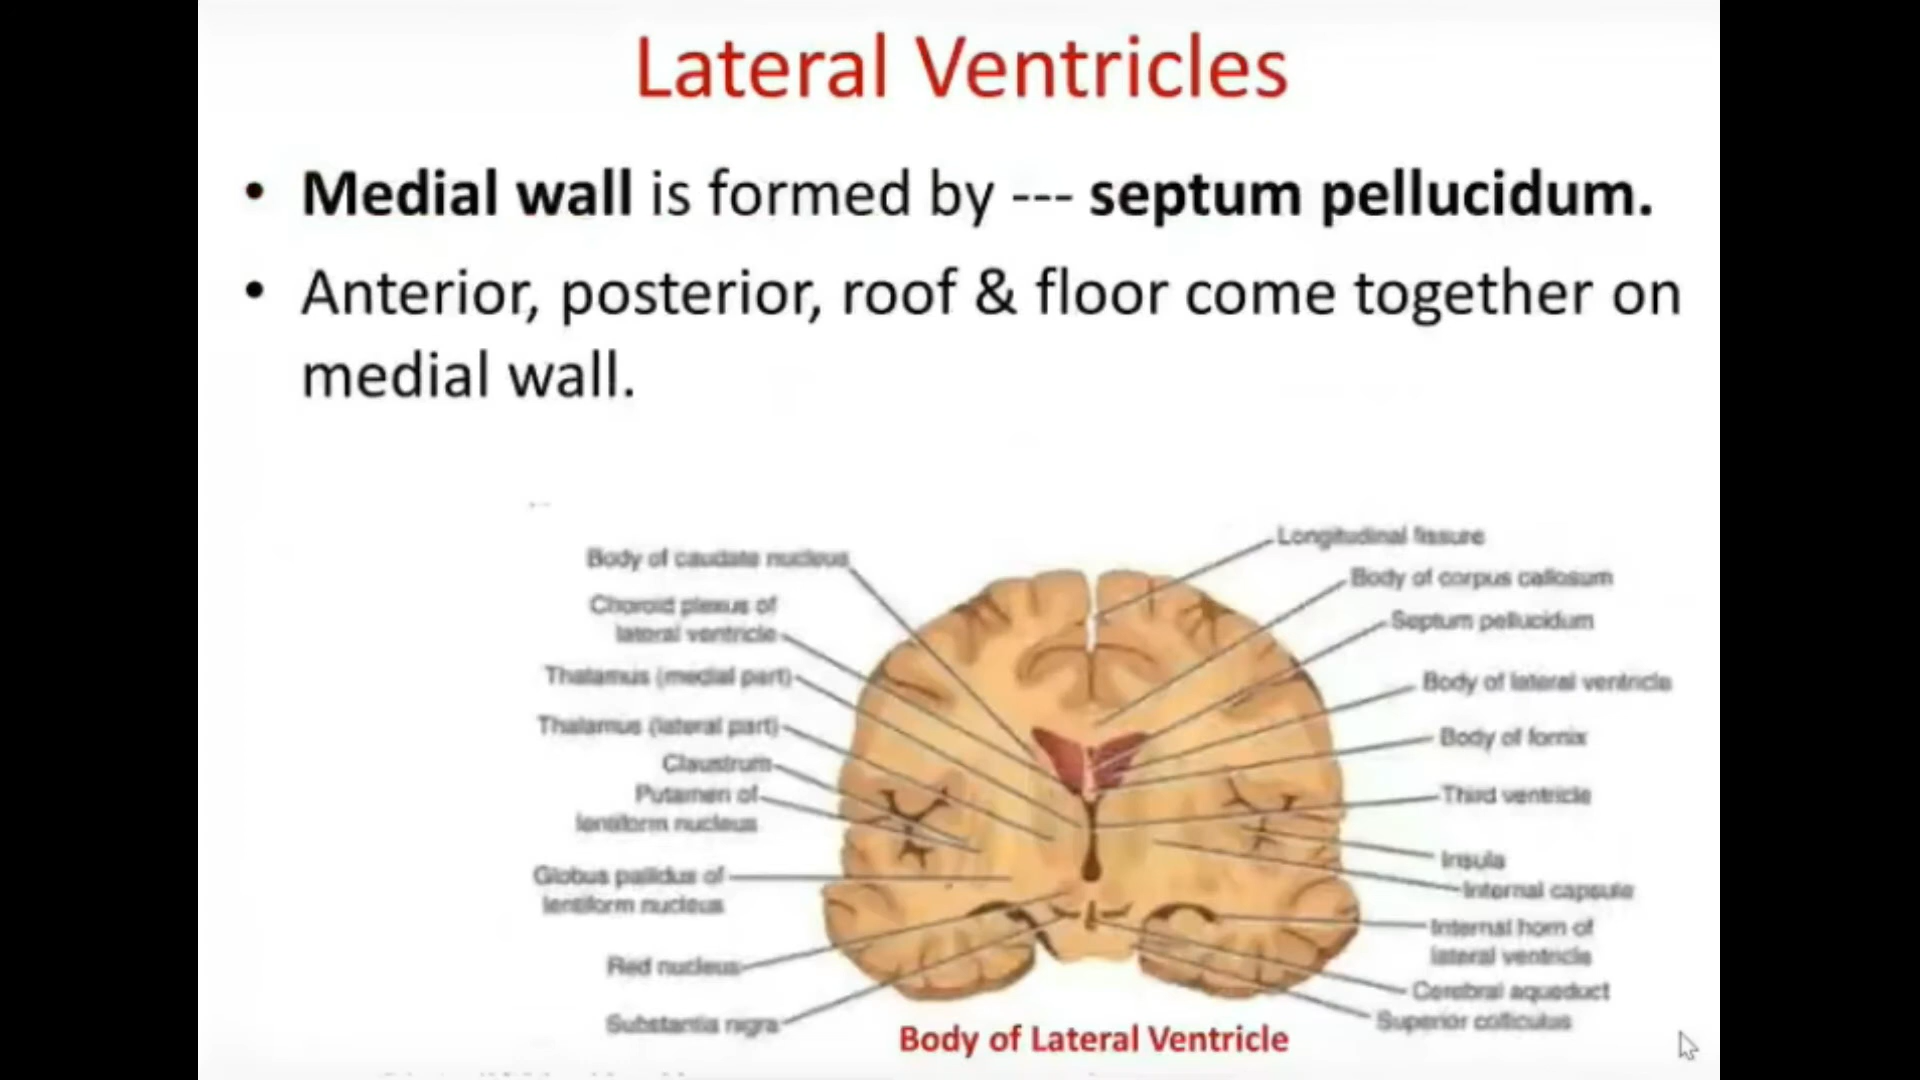 Lateral Ventricles
• Medial wall is formed by --- septum pellucidum.
• Anterior, posterior, roof & floor come together on
medial wall.
Body of caudate nucleus
Choroid plexus of
lateral ventricle
Thalamus (medial part)
Thalamus (lateral part)
Claustrum
Putamen of
lentiform nucleus
Globus pallidus of
lentiform nucleus
Red nucleus
Substantia nigra
Longitudinal fissure
Body of corpus callosum
Septum pellucidum
Body of lateral ventricle
Body of fornix
Third ventricle
Insula
Internal capsule
Internal horn of
lateral ventricle
Cerebral aqueduct
Superior colliculus
Body of Lateral Ventricle